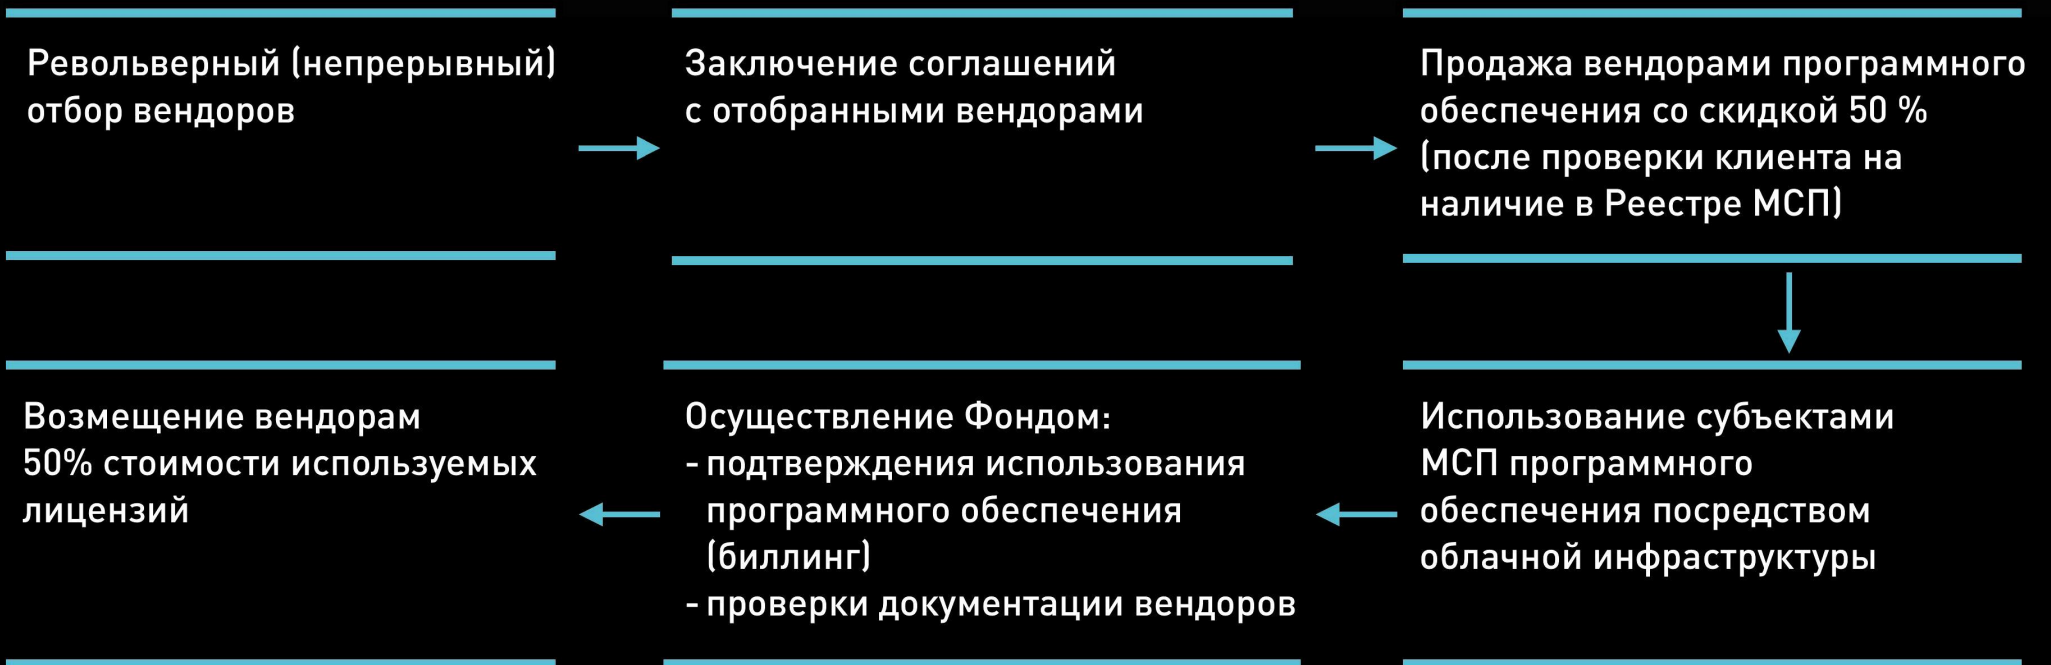 Револьверный (непрерывный)
отбор вендоров
Заключение соглашений
с отобранными вендорами
Продажа вендорами программного
обеспечения со скидкой 50 %
(после проверки клиента на
наличие в Реестре МСП)
Использование субъектами
МСП программного
обеспечения посредством
облачной инфраструктуры
Осуществление Фондом:
- подтверждения использования
программного обеспечения
(биллинг)
- проверки документации вендоров
Возмещение вендорам
50% стоимости используемых
лицензий